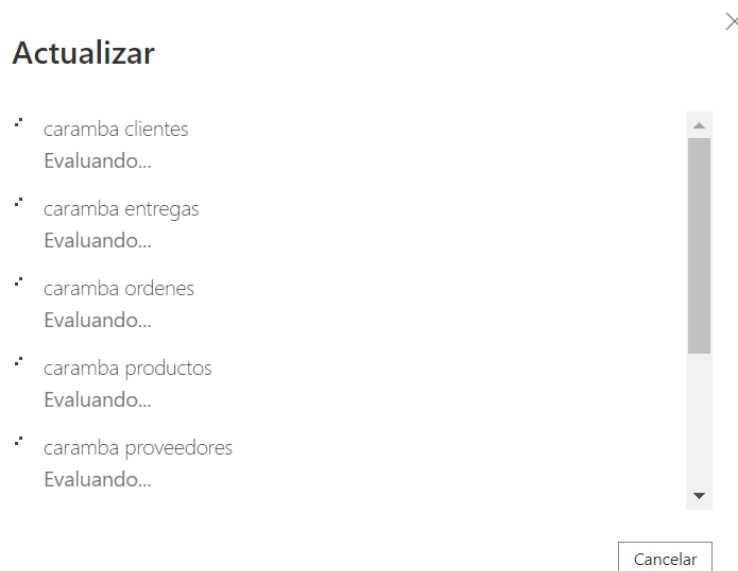 Actualizar
caramba clientes
Evaluando...
caramba entregas
Evaluando...
caramba ordenes
Evaluando...
caramba productos
Evaluando...
caramba proveedores
Evaluando...
Cancelar